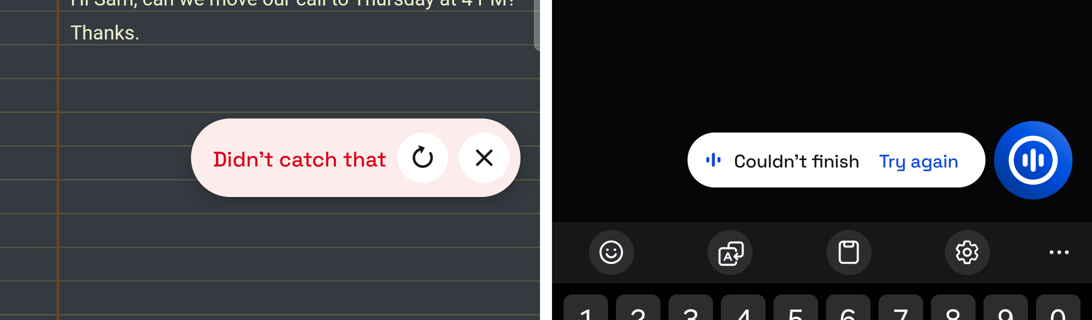 Hi Sam, can we move our call to Thursday at 4 PM?
Thanks.
Didn't catch that
Couldn't finish Try again
1 2 3 4 5 6 7 8 9 0